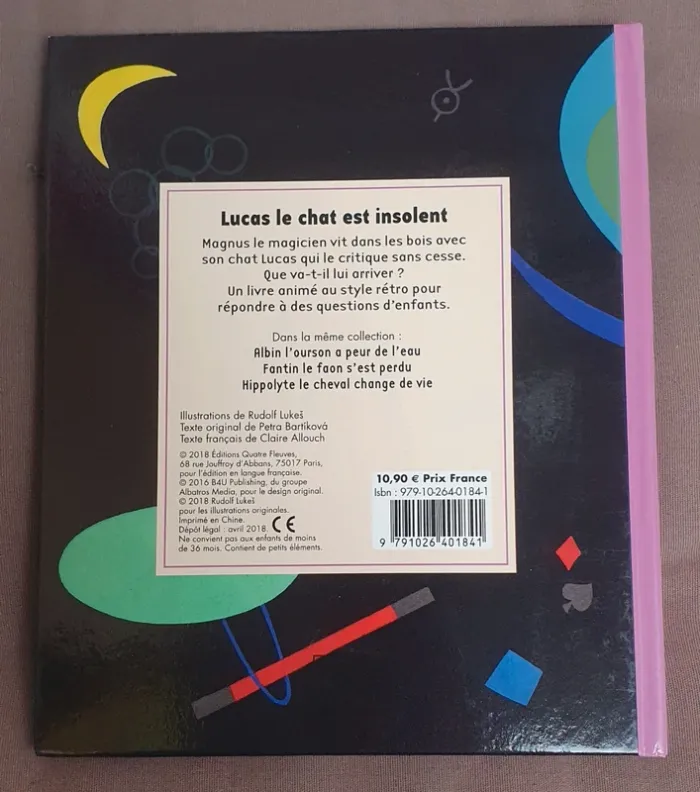 Lucas le chat est insolent
Magnus le magicien vit dans les bois avec
son chat Lucas qui le critique sans cesse.
Que va-t-il lui arriver ?
Un livre animé au style rétro pour
répondre à des questions d'enfants.
Dans la même collection :
Albin l'ourson a peur de l'eau
Fantin le faon s'est perdu
Hippolyte le cheval change de vie
Illustrations de Rudolf Lukeš
Texte original de Petra Bartíková
Texte français de Claire Allouch
© 2018 Éditions Quatre Fleuves,
68 rue Jouffroy d'Abbans, 75017 Paris,
pour l'édition en langue française.
© 2016 B4U Publishing, du groupe
Albatros Media, pour le design original.
© 2018 Rudolf Lukeš
pour les illustrations originales.
Imprimé en Chine.
Dépôt légal : avril 2018. CE
Ne convient pas aux enfants de moins
de 36 mois. Contient de petits éléments.
10,90 € Prix France
Isbn : 979-10-264-0184-1
9 791026 401841